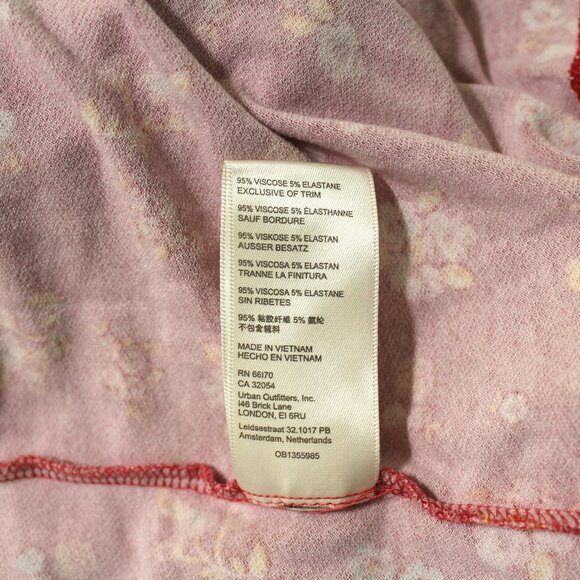 95% VISCOSE 5% ELASTANE
EXCLUSIVE OF TRIM
95% VISCOSE 5% ÉLASTHANNE
SAUF BORDURE
95% VISKOSE 5% ELASTAN
AUSSER BESATZ
95% VISCOSA 5% ELASTAN
TRANNE LA FINITURA
95% VISCOSA 5% ELASTANE
SIN RIBETES
95% 粘胶纤维 5% 氨纶
不包含辅料
MADE IN VIETNAM
HECHO EN VIETNAM
RN 66170
CA 32054
Urban Outfitters, Inc.
146 Brick Lane
LONDON, E1 6RU
Leidsestraat 32,1017 PB
Amsterdam, Netherlands
OB1355985